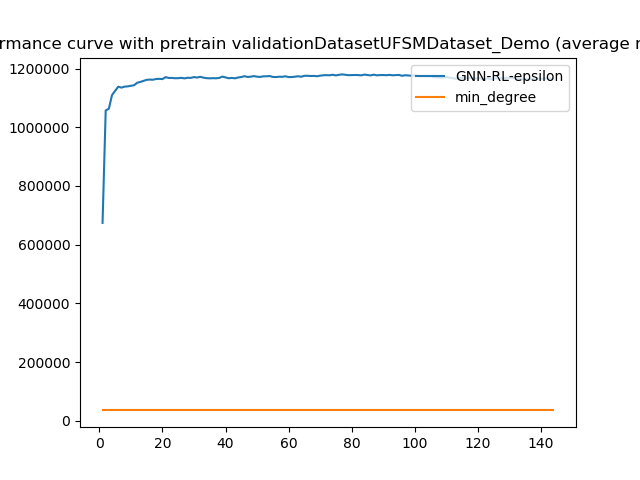 rmance curve with pretrain validationDatasetUFSMDataset_Demo (average
1200000
1000000
800000
600000
400000
200000
0
GNN-RL-epsilon
min_degree
0 20 40 60 80 100 120 140